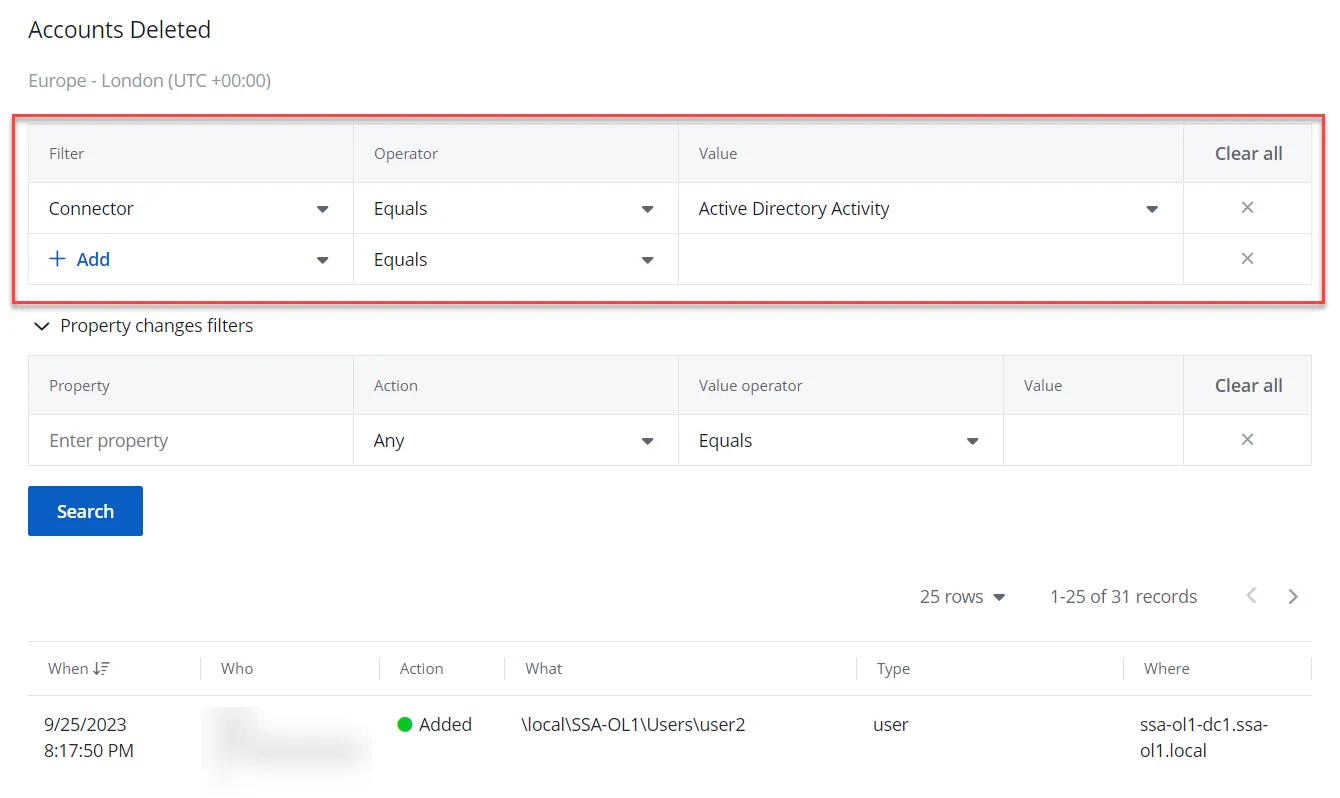 Accounts Deleted
Europe - London (UTC +00:00)
Filter Operator Value Clear all
Connector Equals Active Directory Activity
+ Add Equals
Property changes filters
Property Action Value operator Value Clear all
Enter property Any Equals
Search
25 rows 1-25 of 31 records
When Who Action What Type Where
9/25/2023 Added \local\SSA-OL1\Users\user2 user ssa-ol1-dc1.ssa-
8:17:50 PM ol1.local